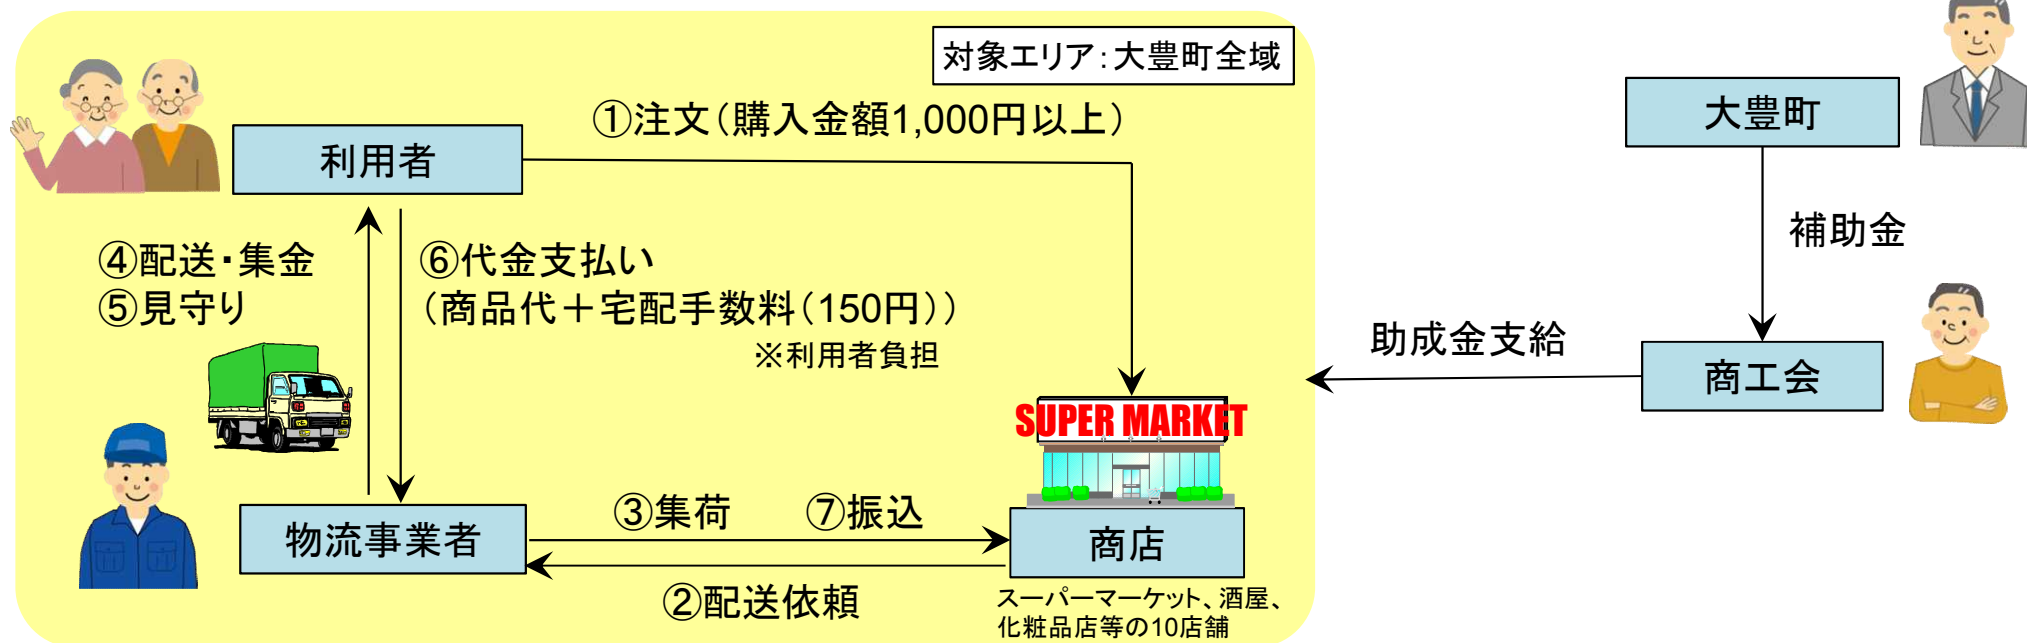 対象エリア：大豊町全域
①注文（購入金額1,000円以上）
利用者
④配送・集金
⑤見守り
⑥代金支払い
（商品代＋宅配手数料（150円））
※利用者負担
SUPER MARKET
物流事業者
③集荷
⑦振込
商店
②配送依頼
スーパーマーケット、酒屋、
化粧品店等の10店舗
大豊町
補助金
助成金支給
商工会